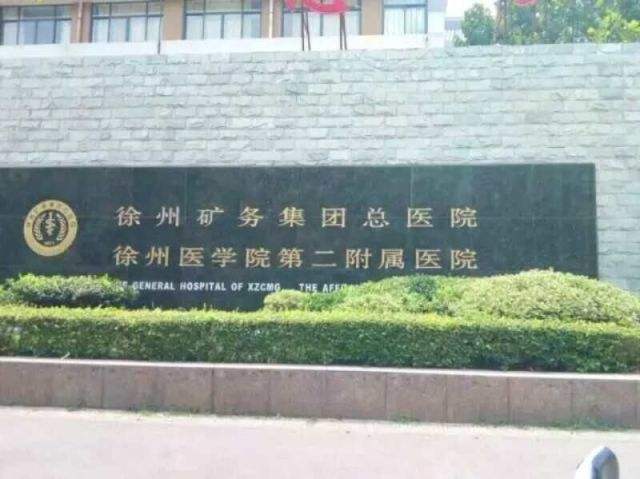 徐州矿务集团总医院
徐州医学院第二附属医院
GENERAL HOSPITAL OF XZCMG THE